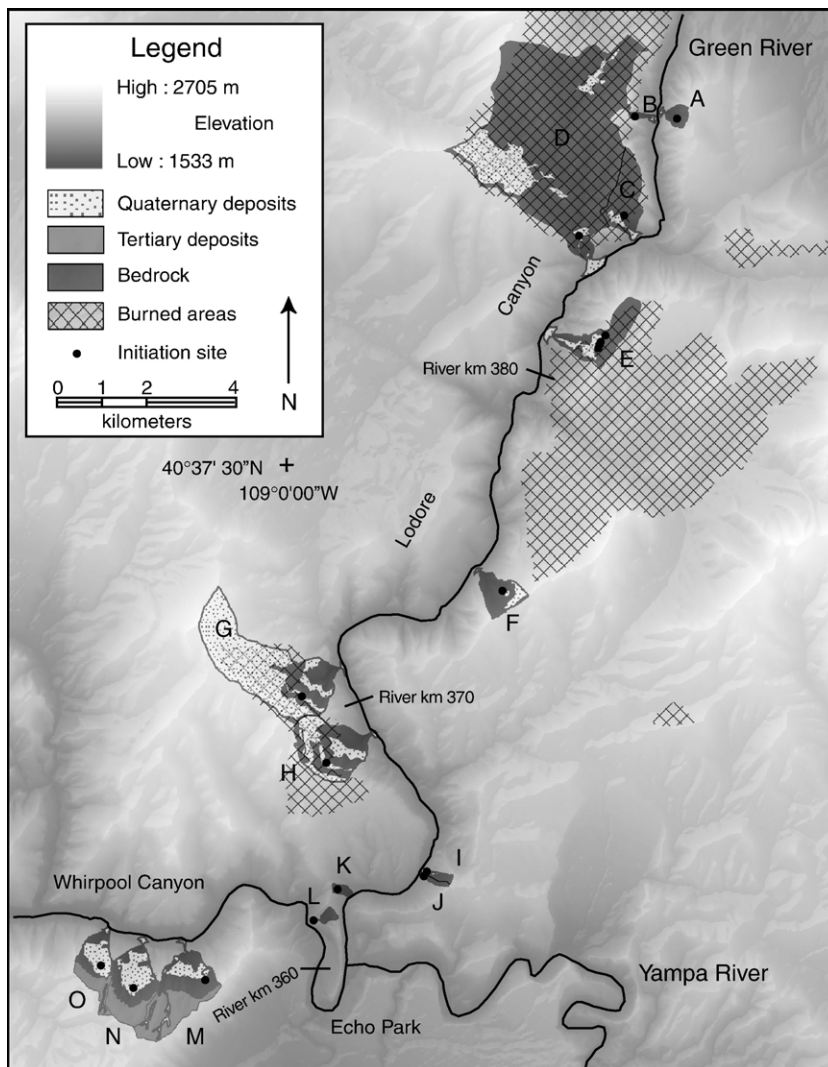 Legend
High : 2705 m
Elevation
Low : 1533 m
Quaternary deposits
Tertiary deposits
Bedrock
Burned areas
Initiation site
0 1 2 4
kilometers
N
Green River
B
A
D
C
Canyon
E
River km 380
40°37' 30"N
109°0'00"W
Lodore
F
G
River km 370
H
I
K
J
Whirpool Canyon
L
O
N
M
River km 360
Yampa River
Echo Park